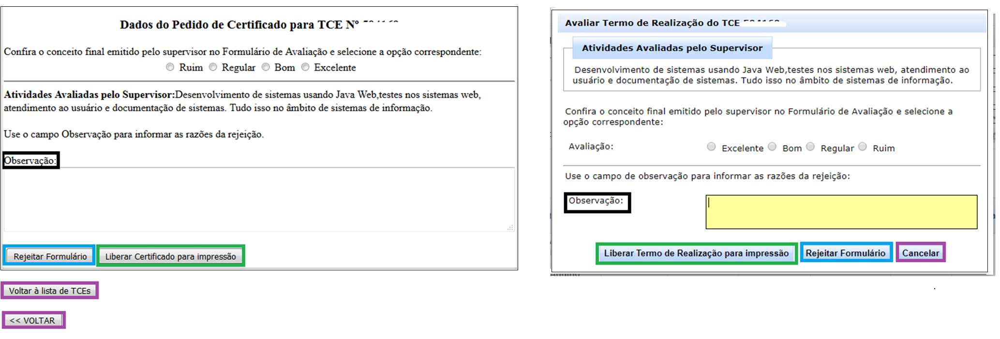 Dados do Pedido de Certificado para TCE Nº
Confira o conceito final emitido pelo supervisor no Formulário de Avaliação e selecione a opção correspondente:
Ruim Regular Bom Excelente
Atividades Avaliadas pelo Supervisor:Desenvolvimento de sistemas usando Java Web,testes nos sistemas web,
atendimento ao usuário e documentação de sistemas. Tudo isso no âmbito de sistemas de informação.
Use o campo Observação para informar as razões da rejeição.
Observação:
Rejeitar Formulário Liberar Certificado para impressão
Voltar à lista de TCEs
<< VOLTAR
Avaliar Termo de Realização do TCE
Atividades Avaliadas pelo Supervisor
Desenvolvimento de sistemas usando Java Web,testes nos sistemas web, atendimento ao
usuário e documentação de sistemas. Tudo isso no âmbito de sistemas de informação.
Confira o conceito final emitido pelo supervisor no Formulário de Avaliação e selecione a
opção correspondente:
Avaliação: Excelente Bom Regular Ruim
Use o campo de observação para informar as razões da rejeição:
Observação:
Liberar Termo de Realização para impressão Rejeitar Formulário Cancelar